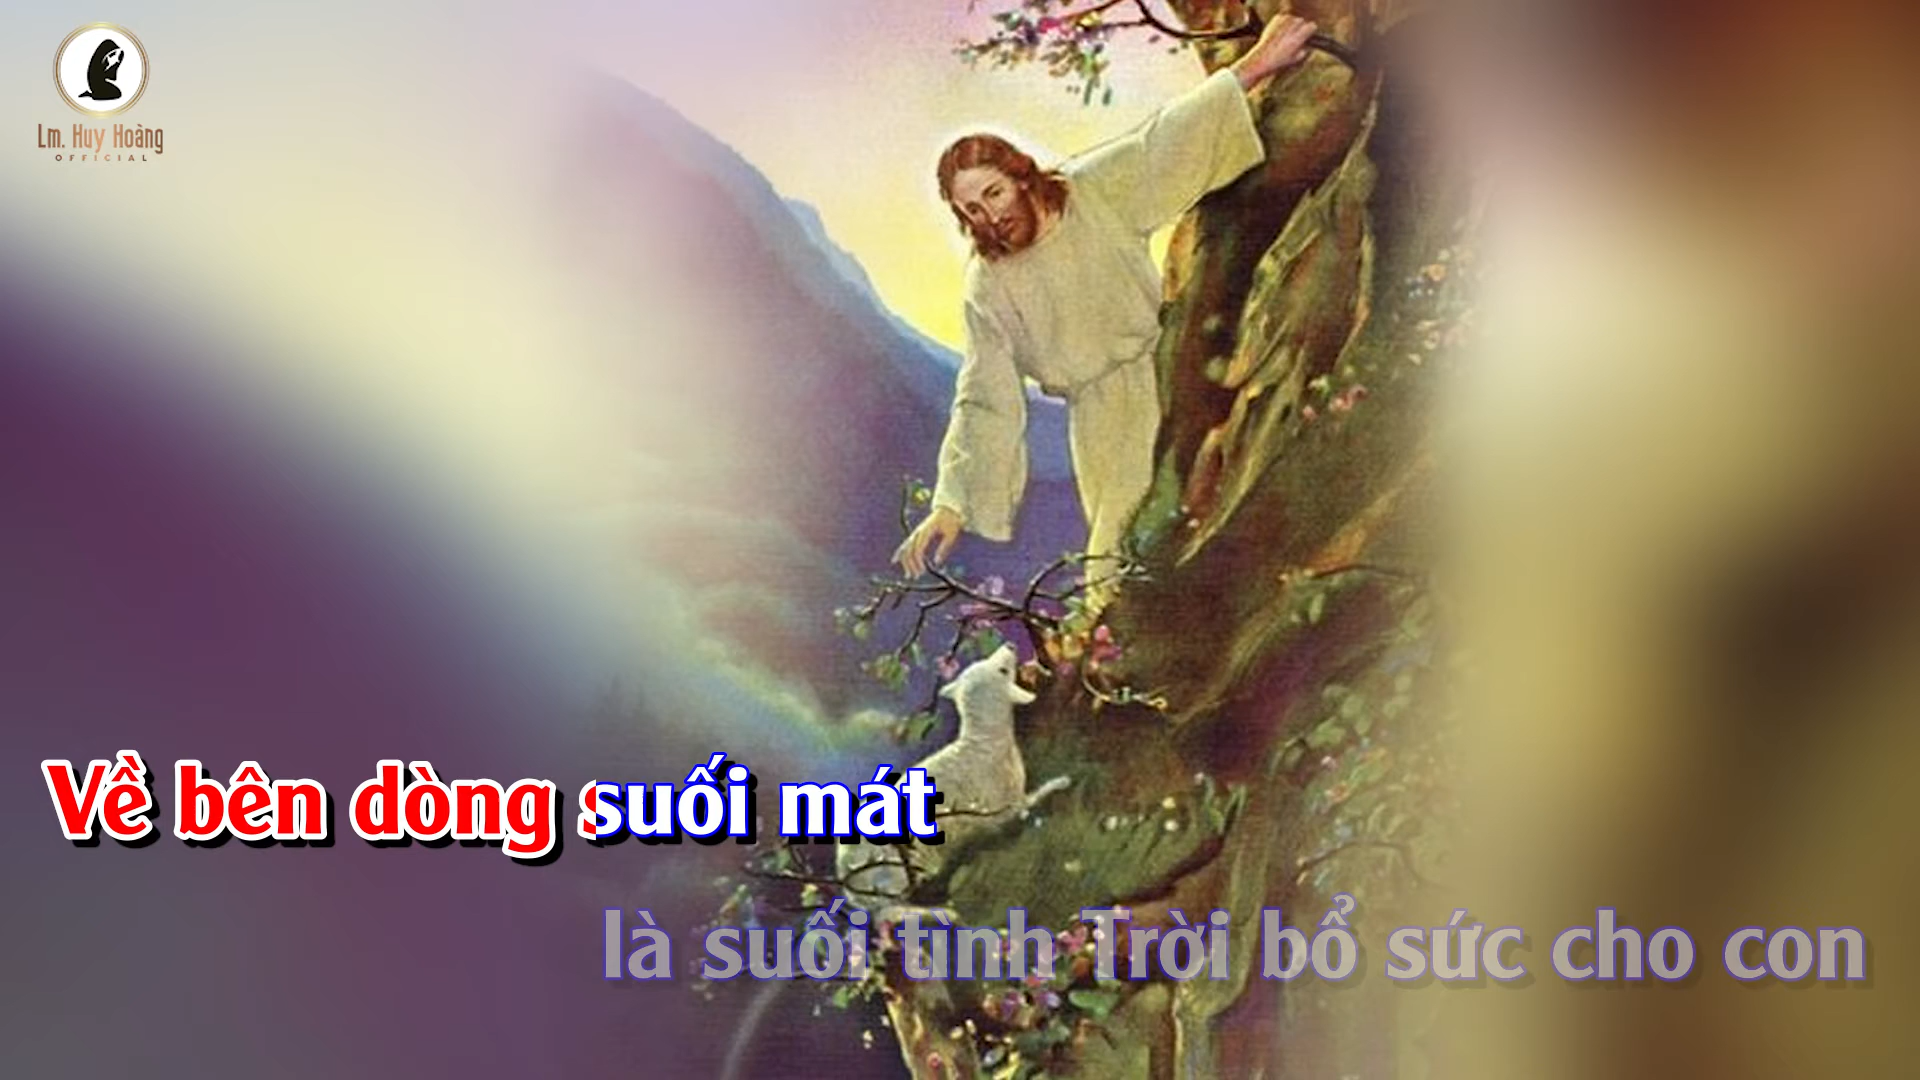 Lm. Huy Hoàng
OFFICIAL
Về bên dòng suối mát
là suối tình Trời bổ sức cho con